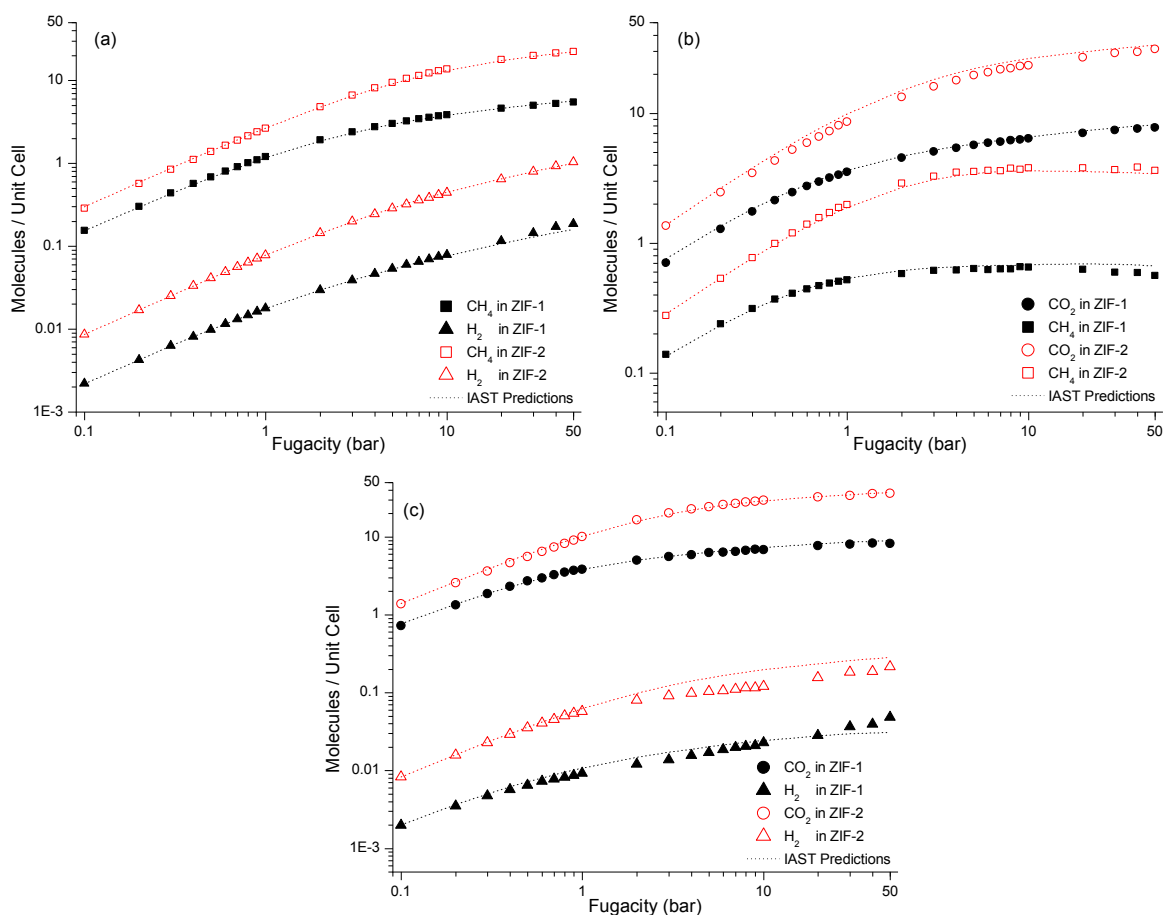 (a)
50
10
1
0.1
0.01
1E-3
Molecules / Unit Cell
0.1
1
10
50
Fugacity (bar)
CH₄ in ZIF-1
H₂ in ZIF-1
CH₄ in ZIF-2
H₂ in ZIF-2
IAST Predictions
(b)
50
10
1
0.1
Molecules / Unit Cell
0.1
1
10
50
Fugacity (bar)
CO₂ in ZIF-1
CH₄ in ZIF-1
CO₂ in ZIF-2
CH₄ in ZIF-2
IAST Predictions
(c)
50
10
1
0.1
0.01
1E-3
Molecules / Unit Cell
0.1
1
10
50
Fugacity (bar)
CO₂ in ZIF-1
H₂ in ZIF-1
CO₂ in ZIF-2
H₂ in ZIF-2
IAST Predictions